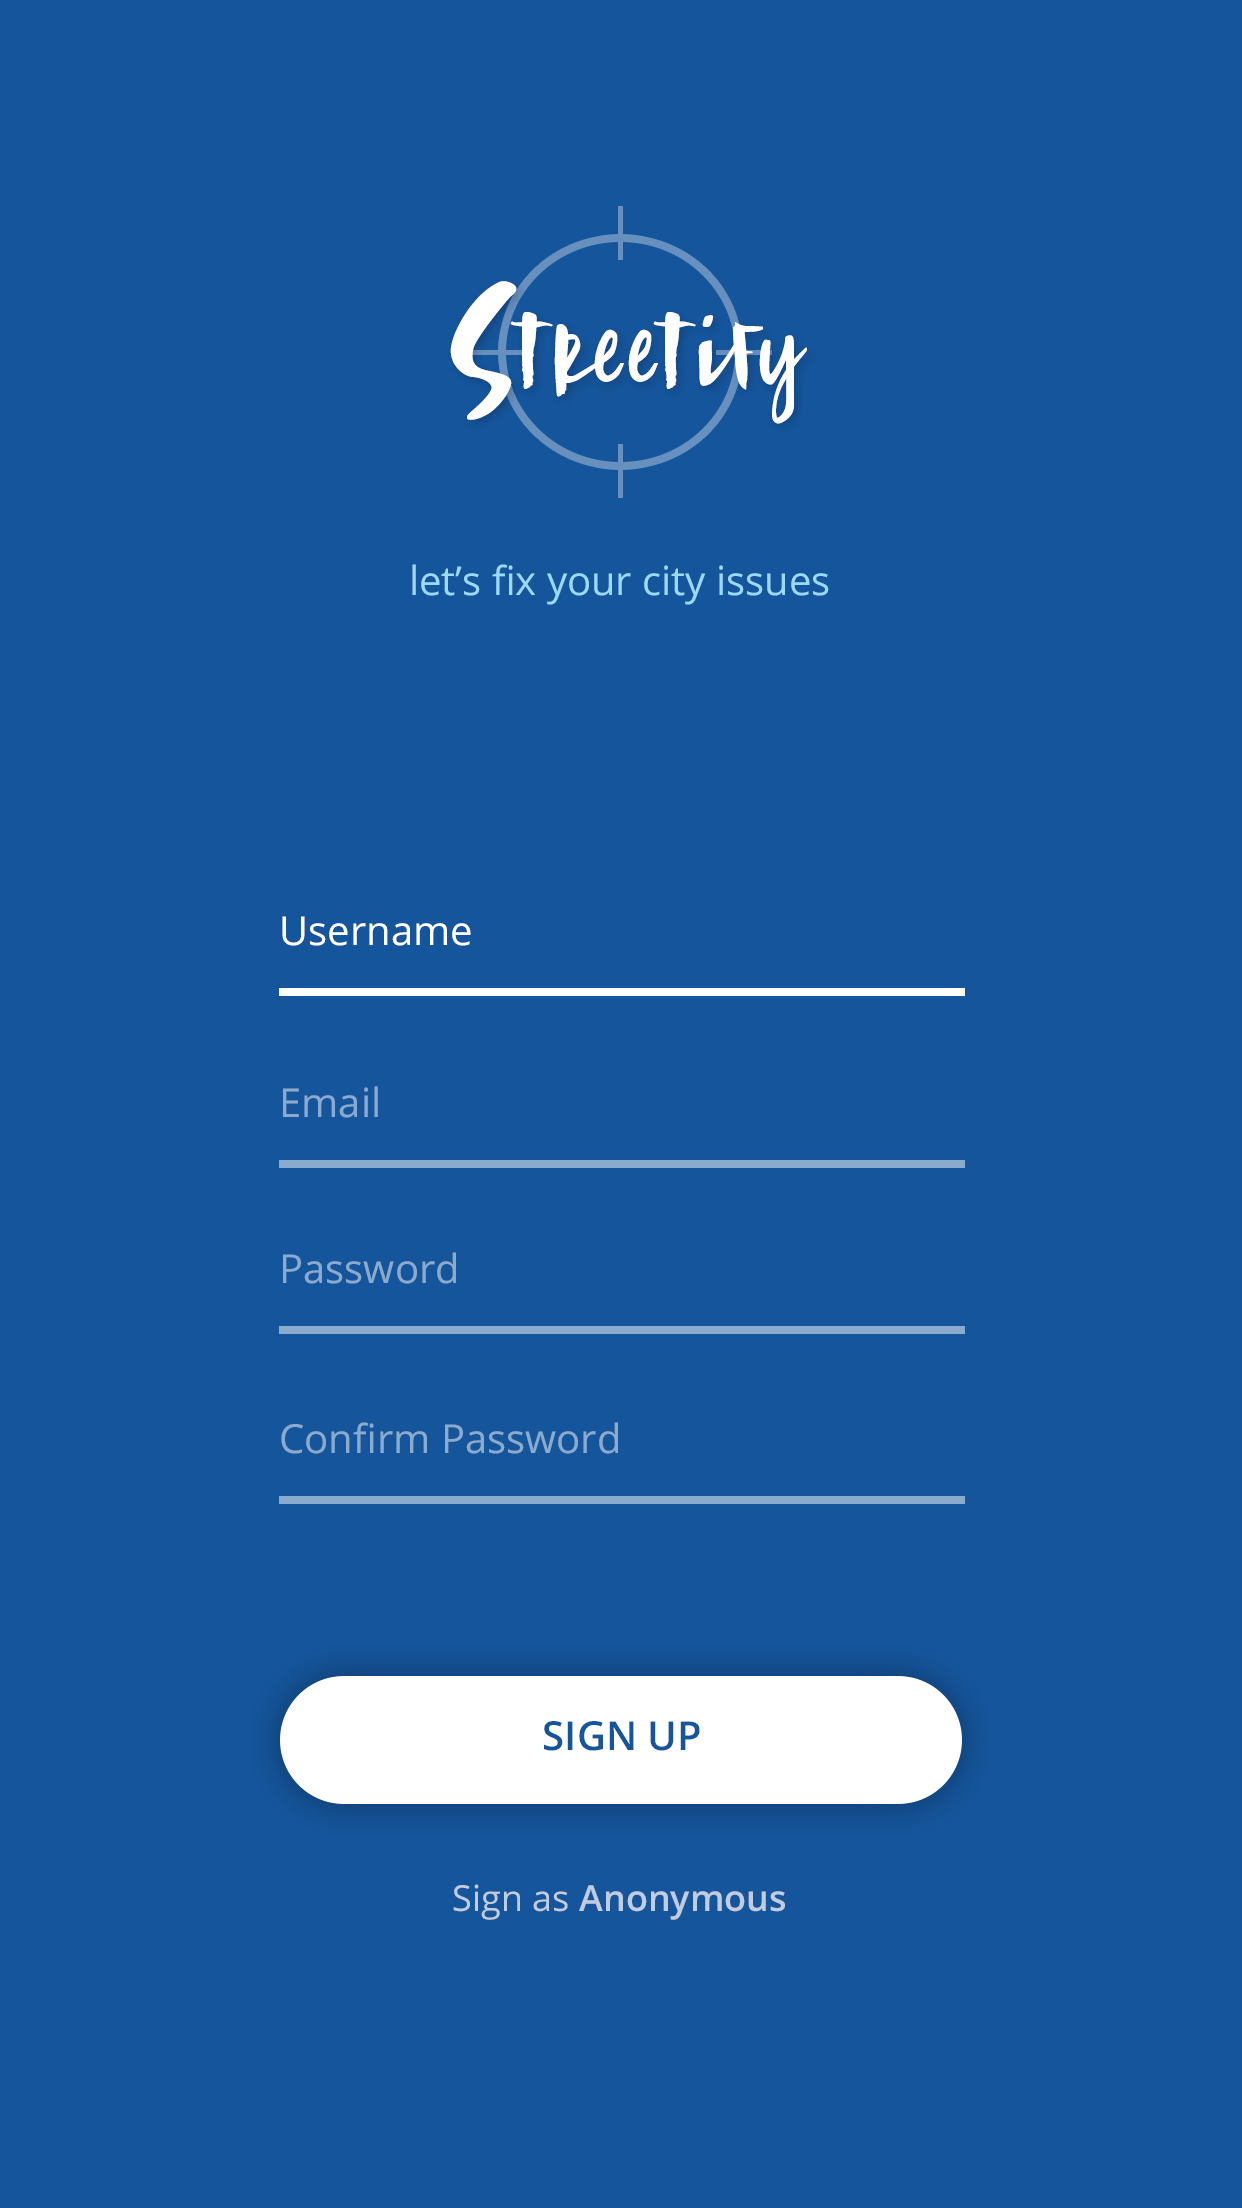 Streetify
let’s fix your city issues
Username
Email
Password
Confirm Password
SIGN UP
Sign as Anonymous